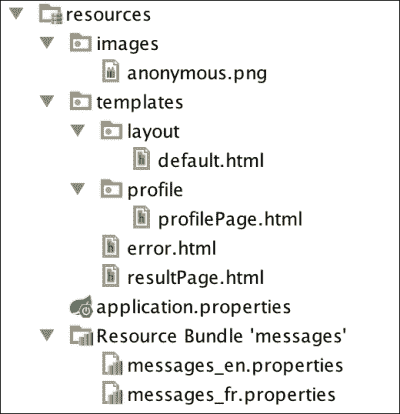 resources
images
anonymous.png
templates
layout
default.html
profile
profilePage.html
error.html
resultPage.html
application.properties
Resource Bundle 'messages'
messages_en.properties
messages_fr.properties